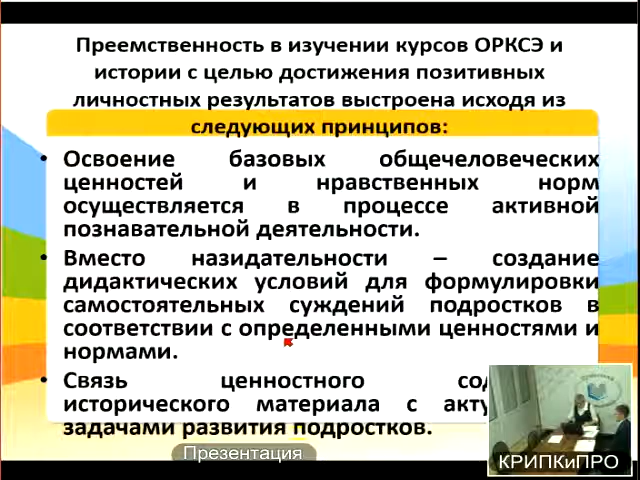 Преемственность в изучении курсов ОРКСЭ и
истории с целью достижения позитивных
личностных результатов выстроена исходя из
следующих принципов:
• Освоение базовых общечеловеческих
ценностей и нравственных норм
осуществляется в процессе активной
познавательной деятельности.
• Вместо назидательности – создание
дидактических условий для формулировки
самостоятельных суждений подростков в
соответствии с определенными ценностями и
нормами.
• Связь ценностного
исторического материала с
задачами развития подростков.
Презентация
КРИПКиПРО